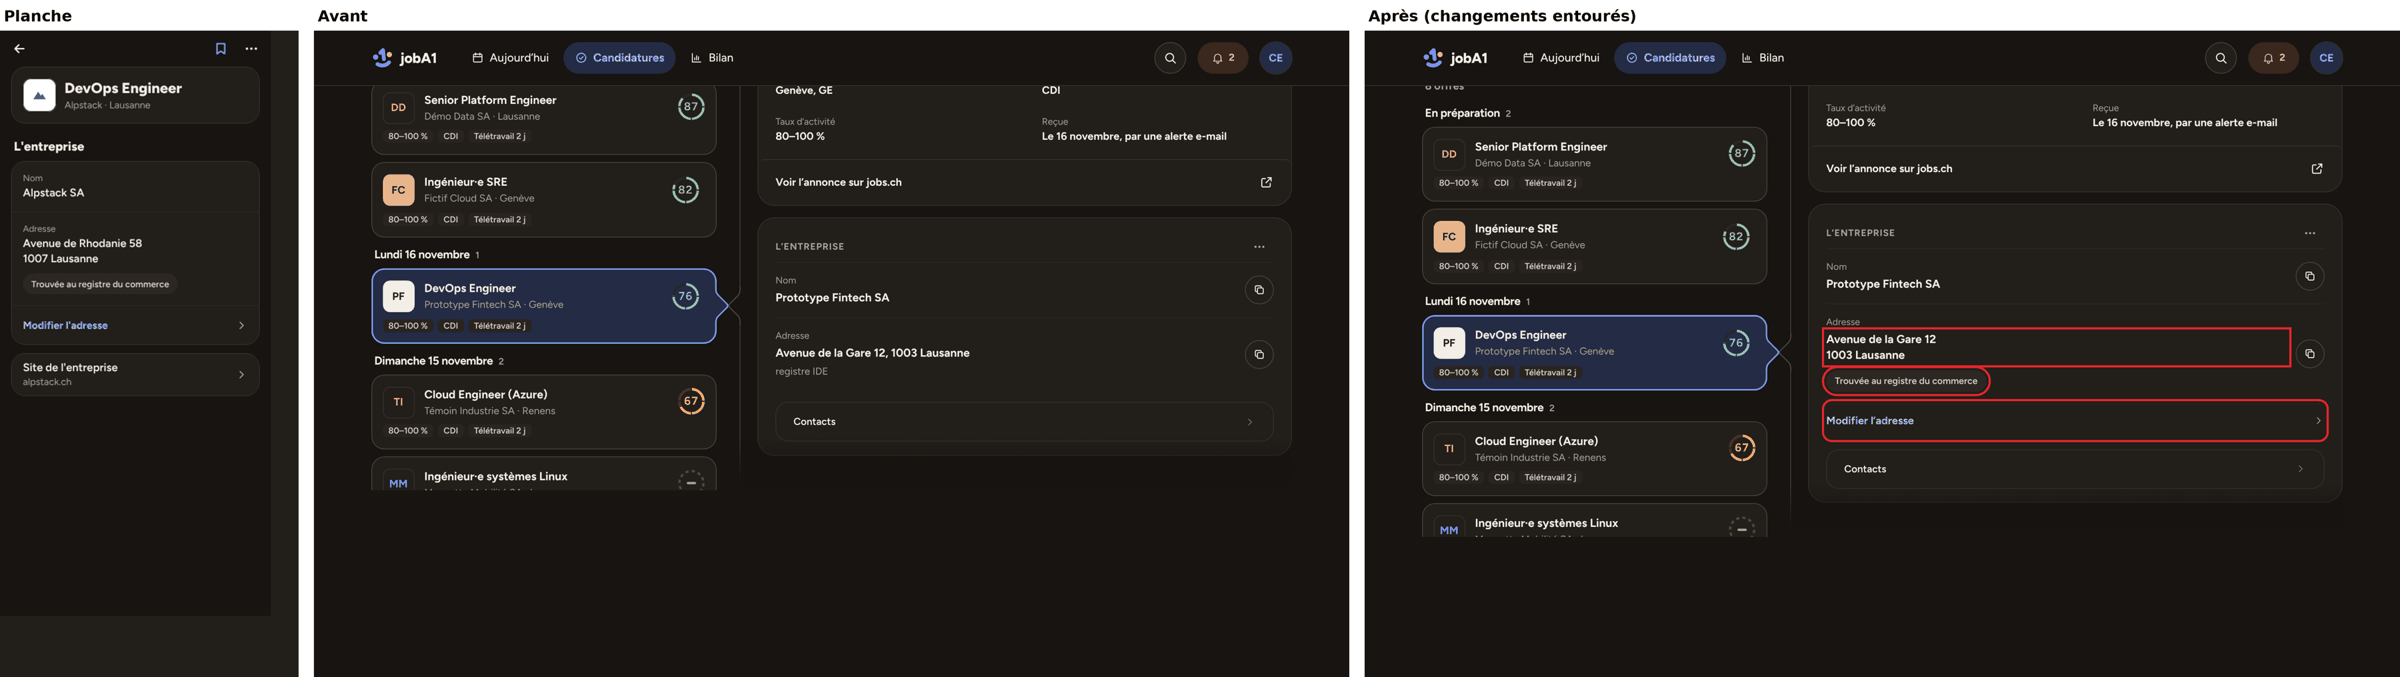 Planche
DevOps Engineer
Alpstack · Lausanne
L'entreprise
Nom
Alpstack SA
Adresse
Avenue de Rhodanie 58
1007 Lausanne
Trouvée au registre du commerce
Modifier l'adresse
Site de l'entreprise
alpstack.ch
Avant
jobA1
Aujourd'hui
Candidatures
Bilan
2
CE
DD
Senior Platform Engineer
Démo Data SA · Lausanne
87
80–100 %
CDI
Télétravail 2 j
FC
Ingénieur·e SRE
Fictif Cloud SA · Genève
82
80–100 %
CDI
Télétravail 2 j
Lundi 16 novembre 1
PF
DevOps Engineer
Prototype Fintech SA · Genève
76
80–100 %
CDI
Télétravail 2 j
Dimanche 15 novembre 2
TI
Cloud Engineer (Azure)
Témoin Industrie SA · Renens
67
80–100 %
CDI
Télétravail 2 j
MM
Ingénieur·e systèmes Linux
Genève, GE
CDI
Taux d'activité
80–100 %
Reçue
Le 16 novembre, par une alerte e-mail
Voir l'annonce sur jobs.ch
L'ENTREPRISE
Nom
Prototype Fintech SA
Adresse
Avenue de la Gare 12, 1003 Lausanne
registre IDE
Contacts
Après (changements entourés)
jobA1
Aujourd'hui
Candidatures
Bilan
2
CE
8 offres
En préparation 2
DD
Senior Platform Engineer
Démo Data SA · Lausanne
87
80–100 %
CDI
Télétravail 2 j
FC
Ingénieur·e SRE
Fictif Cloud SA · Genève
82
80–100 %
CDI
Télétravail 2 j
Lundi 16 novembre 1
PF
DevOps Engineer
Prototype Fintech SA · Genève
76
80–100 %
CDI
Télétravail 2 j
Dimanche 15 novembre 2
TI
Cloud Engineer (Azure)
Témoin Industrie SA · Renens
67
80–100 %
CDI
Télétravail 2 j
MM
Ingénieur·e systèmes Linux
Taux d'activité
80–100 %
Reçue
Le 16 novembre, par une alerte e-mail
Voir l'annonce sur jobs.ch
L'ENTREPRISE
Nom
Prototype Fintech SA
Adresse
Avenue de la Gare 12
1003 Lausanne
Trouvée au registre du commerce
Modifier l'adresse
Contacts